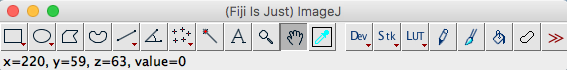 (Fiji Is Just) ImageJ
A Dev Stk LUT >>
x=220, y=59, z=63, value=0